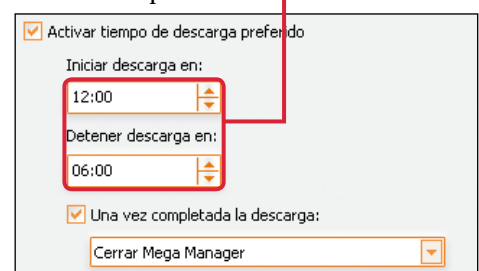 Activar tiempo de descarga preferido
Iniciar descarga en:
12:00
Detener descarga en:
06:00
Una vez completada la descarga:
Cerrar Mega Manager